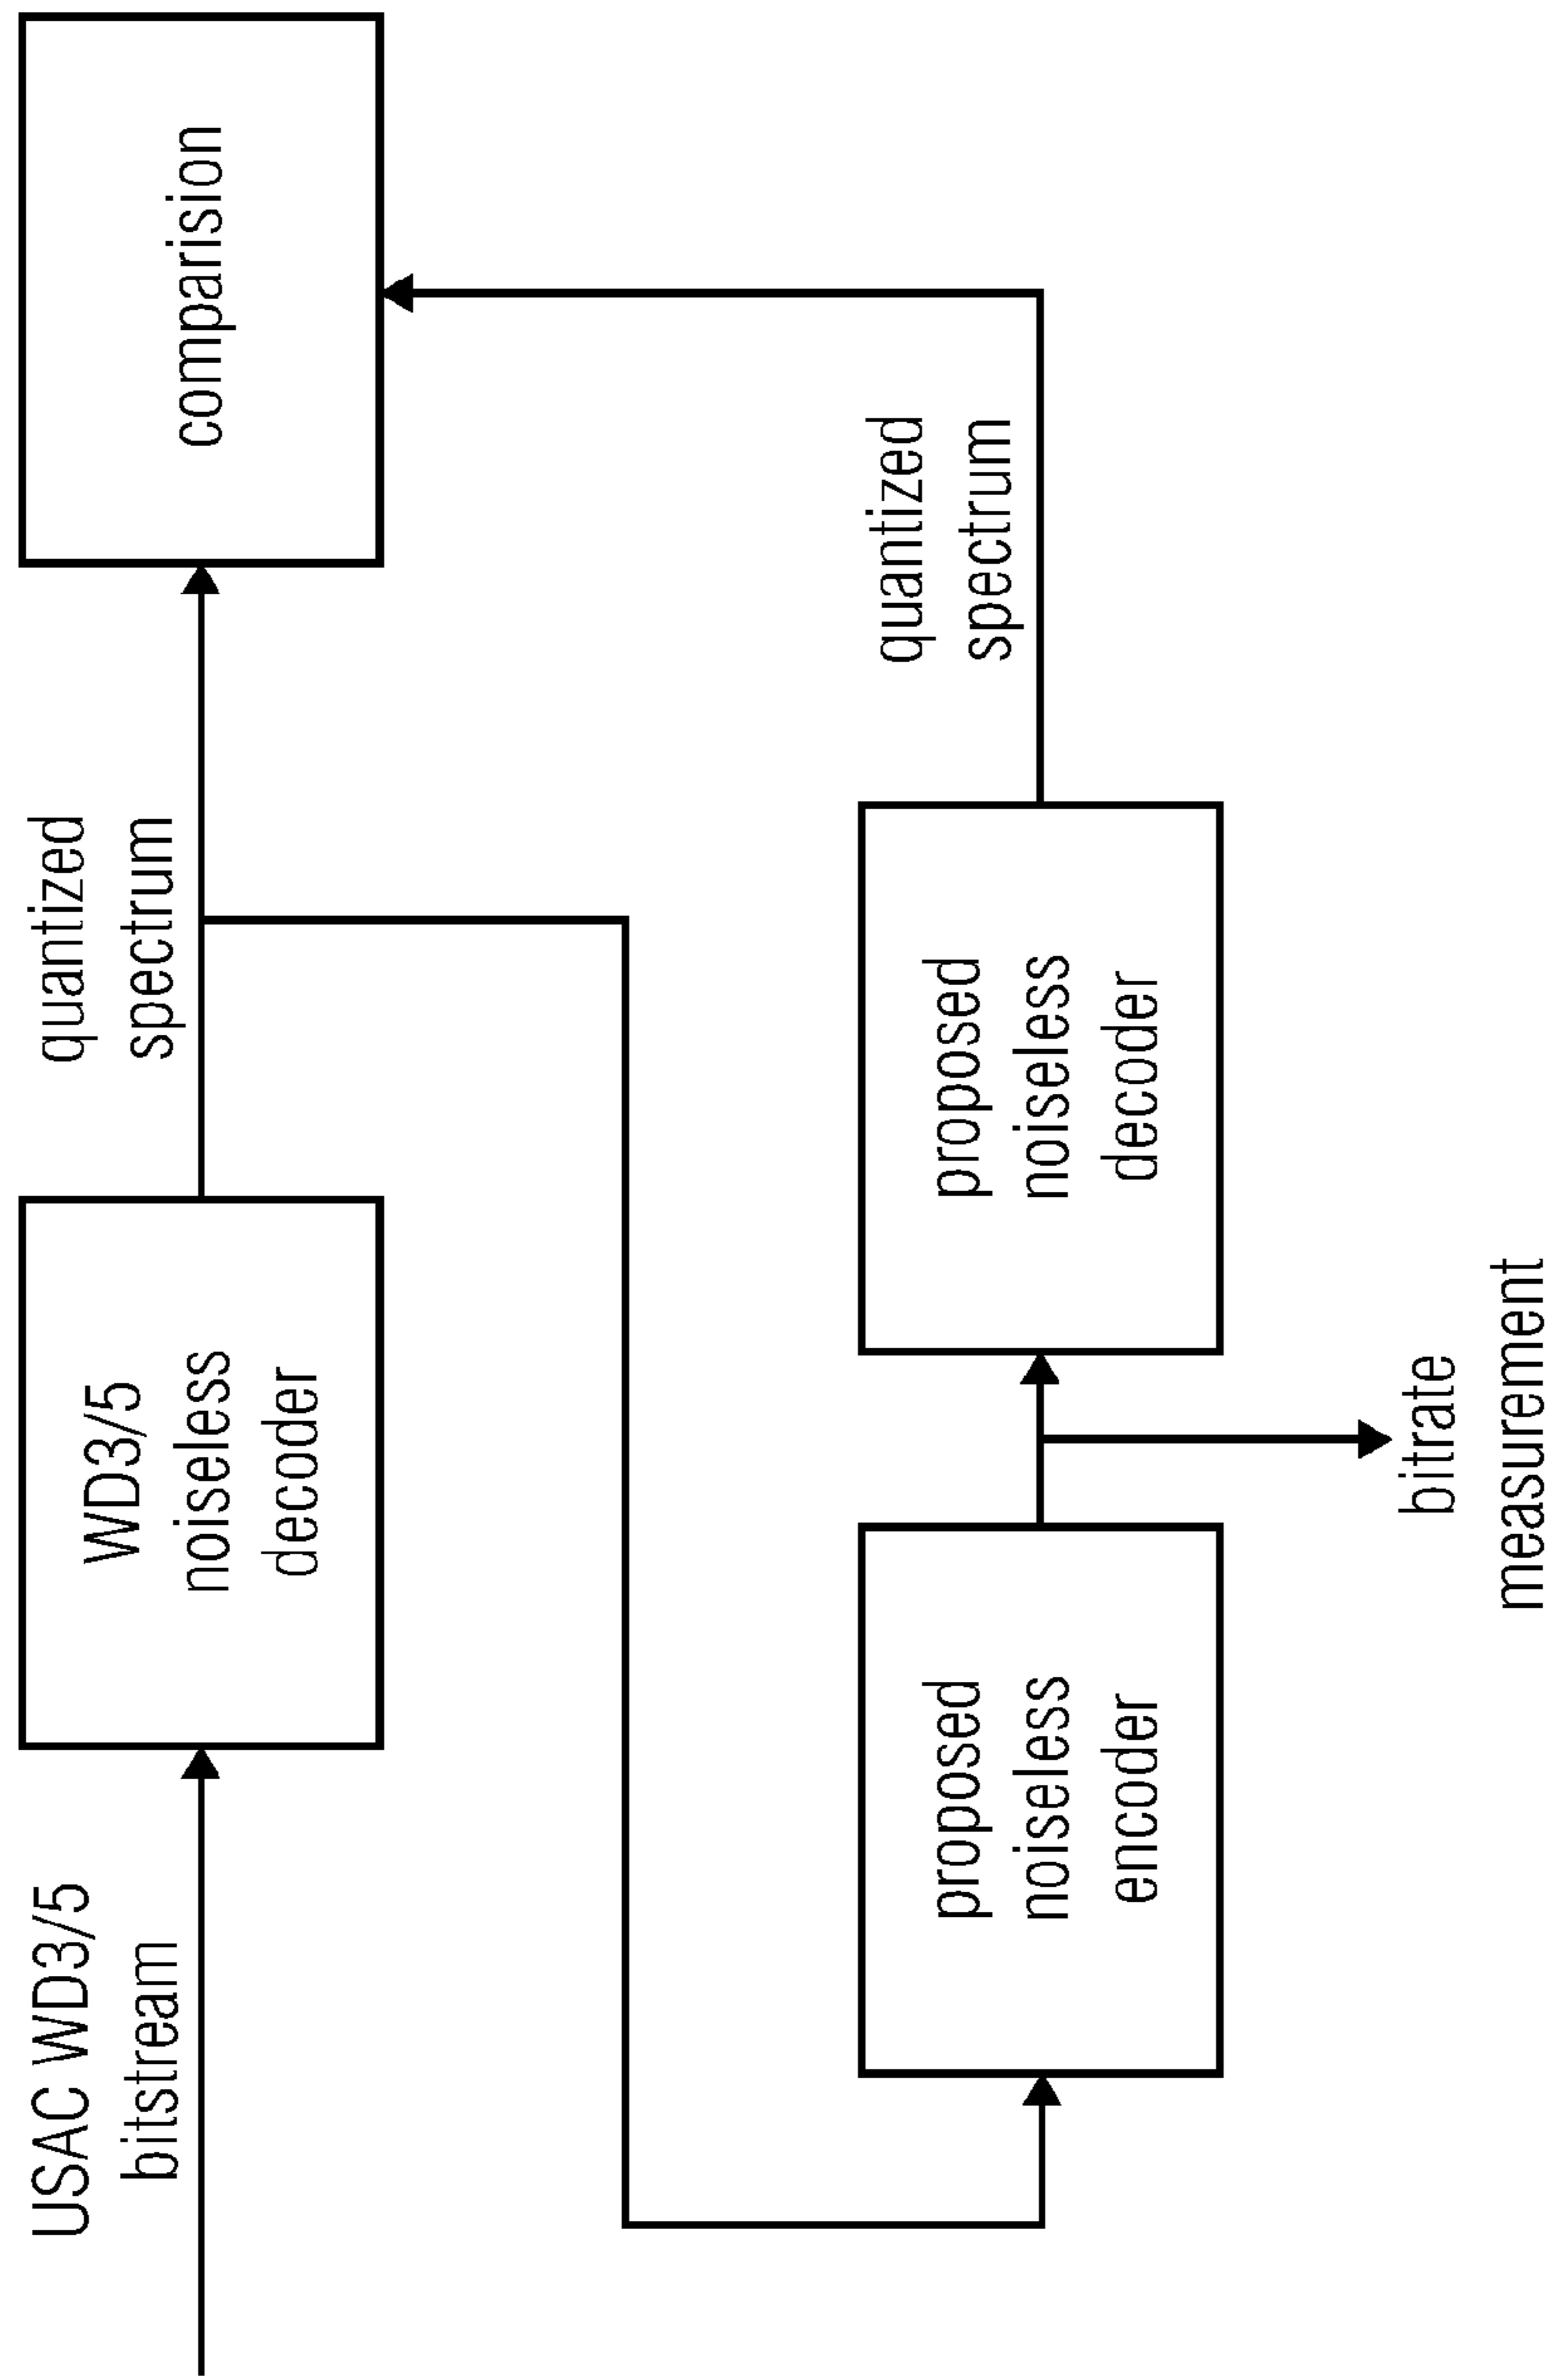 USAC WD3/5
bitstream
WD3/5
noiseless
decoder
quantized
spectrum
comparision
proposed
noiseless
encoder
bitrate
measurement
proposed
noiseless
decoder
quantized
spectrum